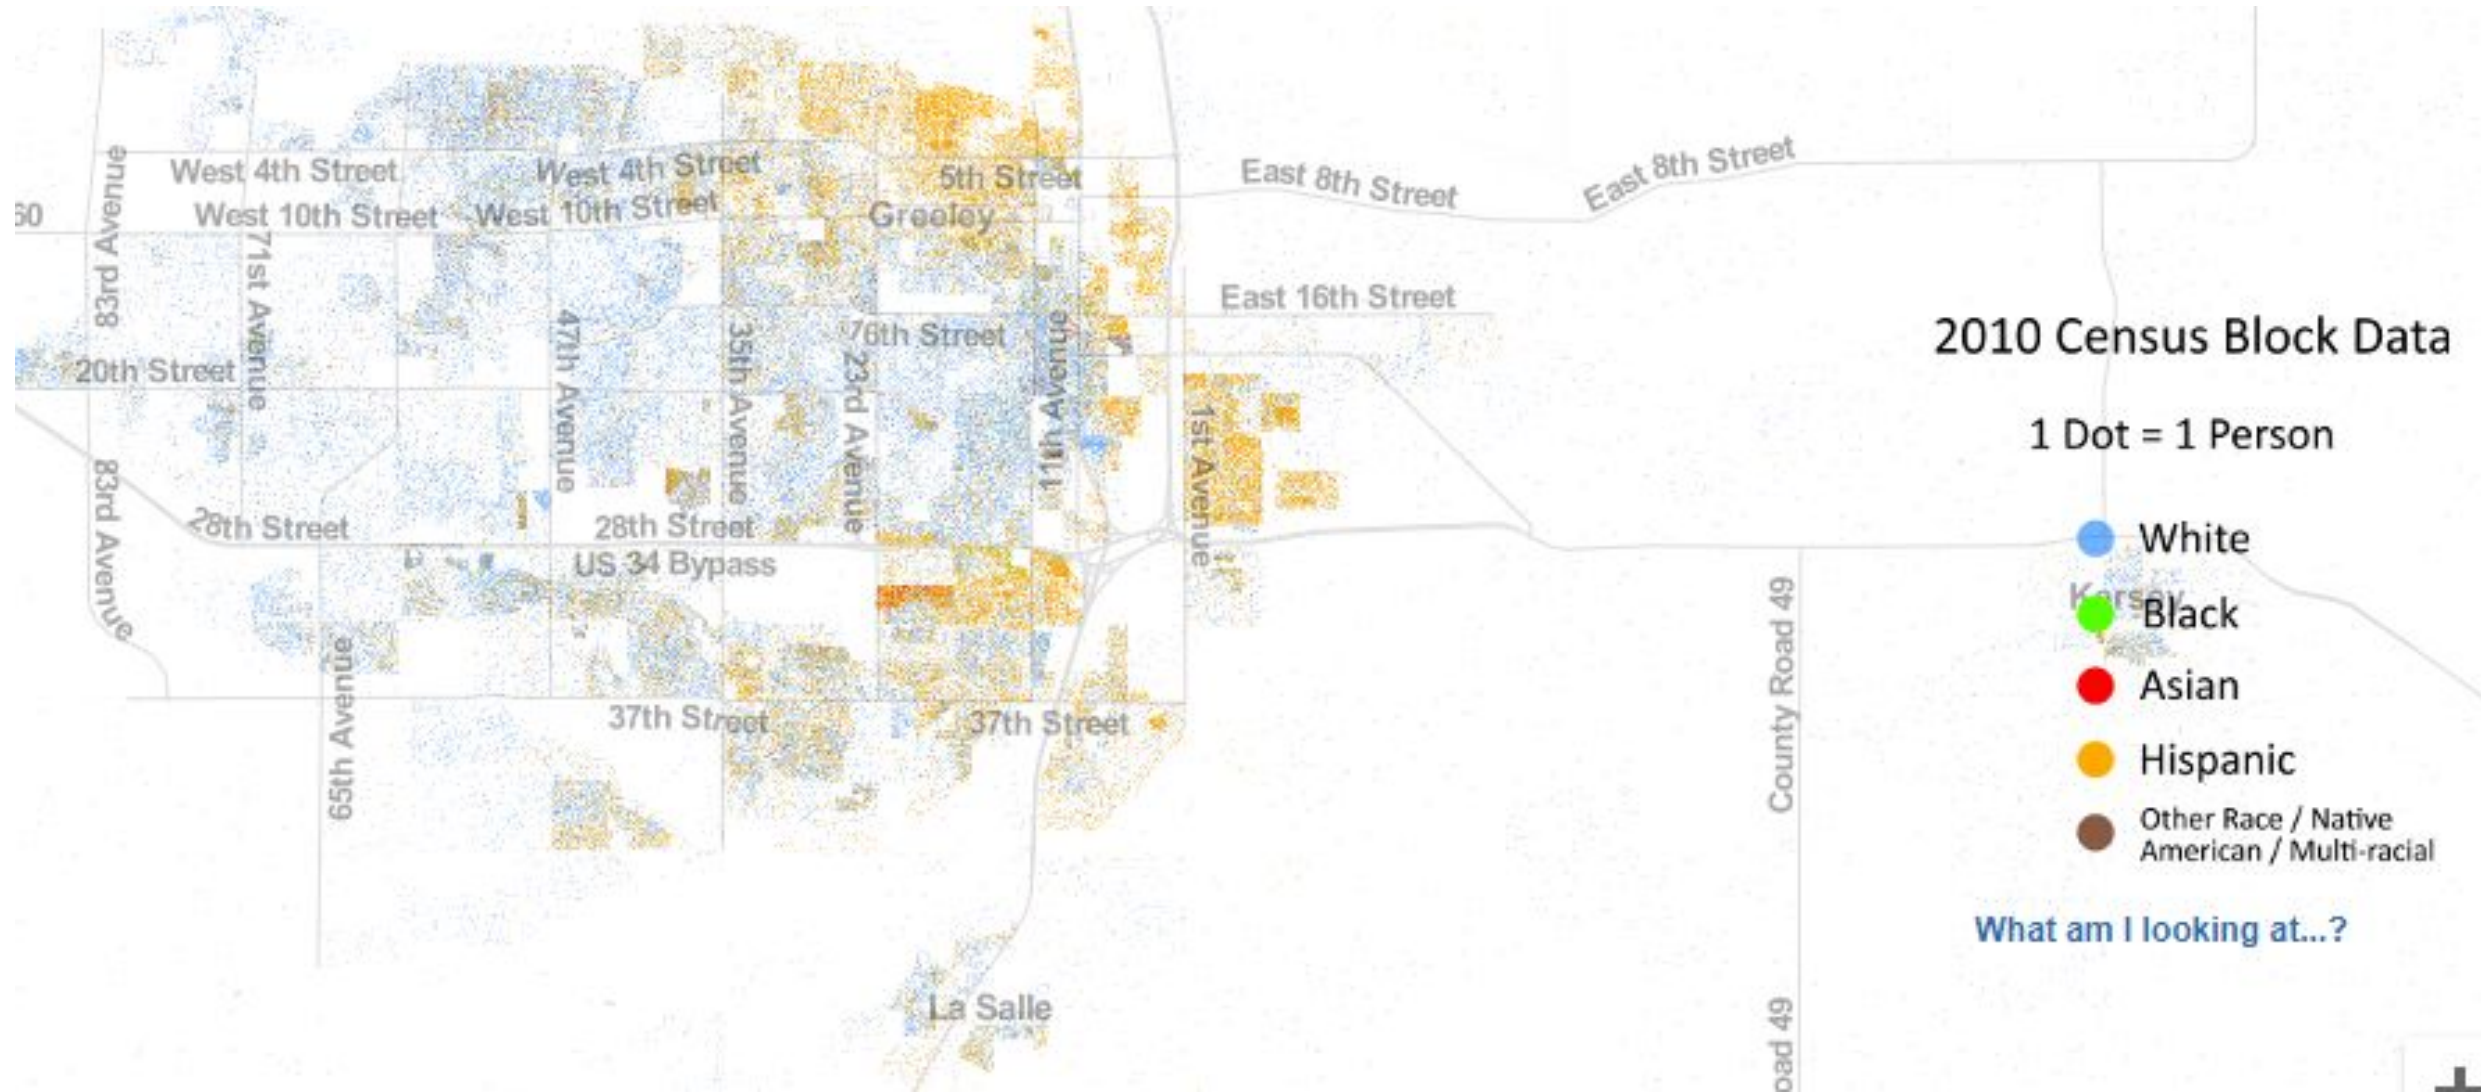 West 4th Street
West 4th Street
5th Street
East 8th Street
East 8th Street
60
West 10th Street
West 10th Street
Greeley
83rd Avenue
71st Avenue
East 16th Street
20th Street
47th Avenue
35th Avenue
23rd Avenue
16th Street
11th Avenue
1st Avenue
83rd Avenue
28th Street
28th Street
US 34 Bypass
65th Avenue
37th Street
37th Street
La Salle
County Road 49
oad 49
Kersey
2010 Census Block Data
1 Dot = 1 Person
White
Black
Asian
Hispanic
Other Race / Native
American / Multi-racial
What am I looking at...?
+